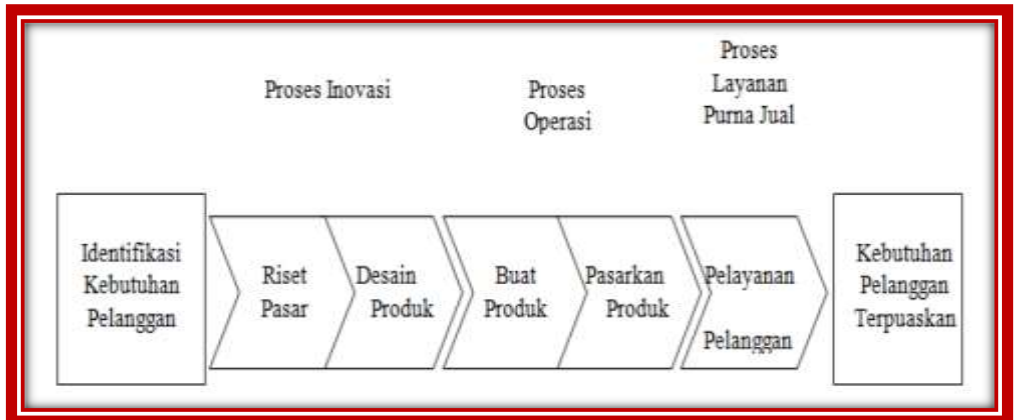 Proses Inovasi
Proses
Operasi
Proses
Layanan
Purna Jual
Identifikasi
Kebutuhan
Pelanggan
Riset
Pasar
Desain
Produk
Buat
Produk
Pasarkan
Produk
Pelayanan
Pelanggan
Kebutuhan
Pelanggan
Terpuaskan